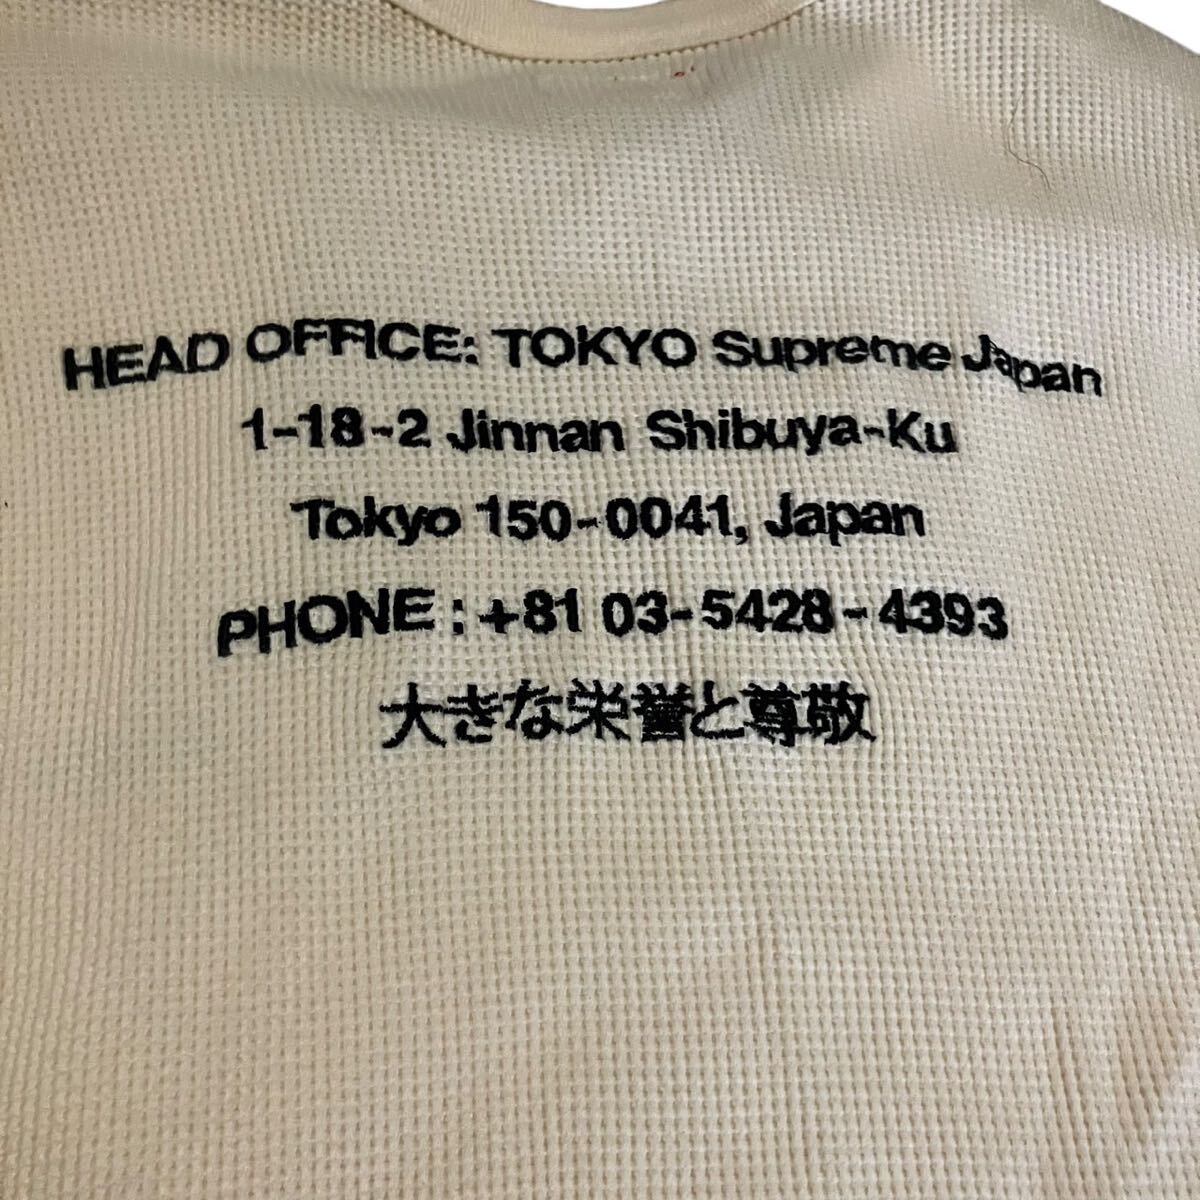 HEAD OFFICE: TOKYO Supreme Japan
1-18-2 Jinnan Shibuya-Ku
Tokyo 150-0041, Japan
PHONE: +81 03-5428-4393
大きな栄誉と尊敬